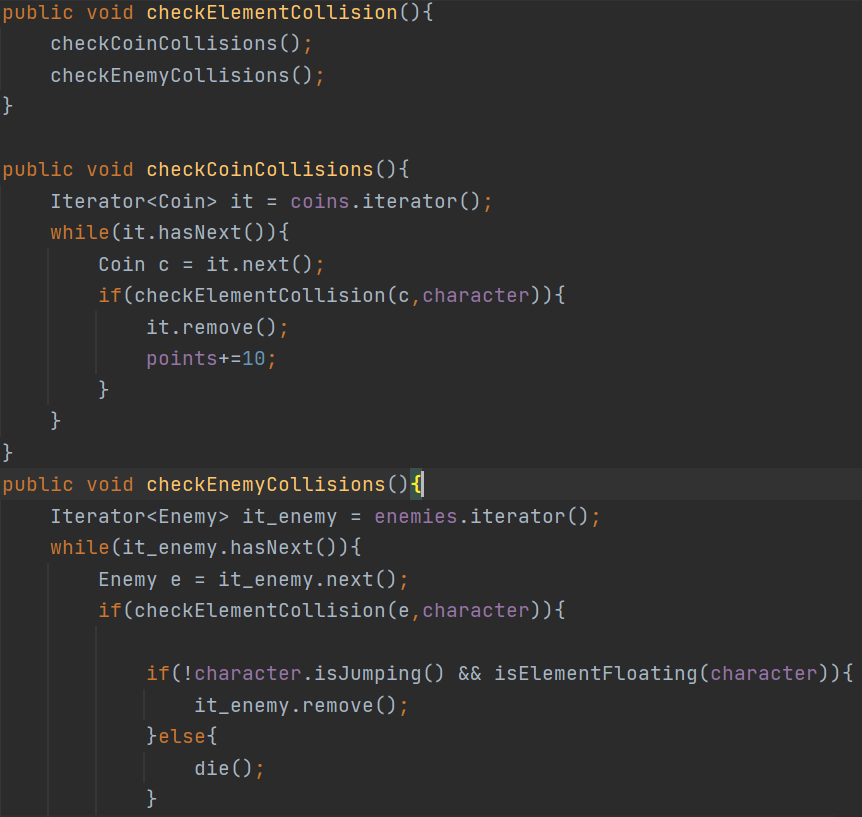 public void checkElementCollision(){
    checkCoinCollisions();
    checkEnemyCollisions();
}

public void checkCoinCollisions(){
    Iterator<Coin> it = coins.iterator();
    while(it.hasNext()){
        Coin c = it.next();
        if(checkElementCollision(c,character)){
            it.remove();
            points+=10;
        }
    }
}
public void checkEnemyCollisions(){
    Iterator<Enemy> it_enemy = enemies.iterator();
    while(it_enemy.hasNext()){
        Enemy e = it_enemy.next();
        if(checkElementCollision(e,character)){

            if(!character.isJumping() && isElementFloating(character)){
                it_enemy.remove();
            }else{
                die();
            }